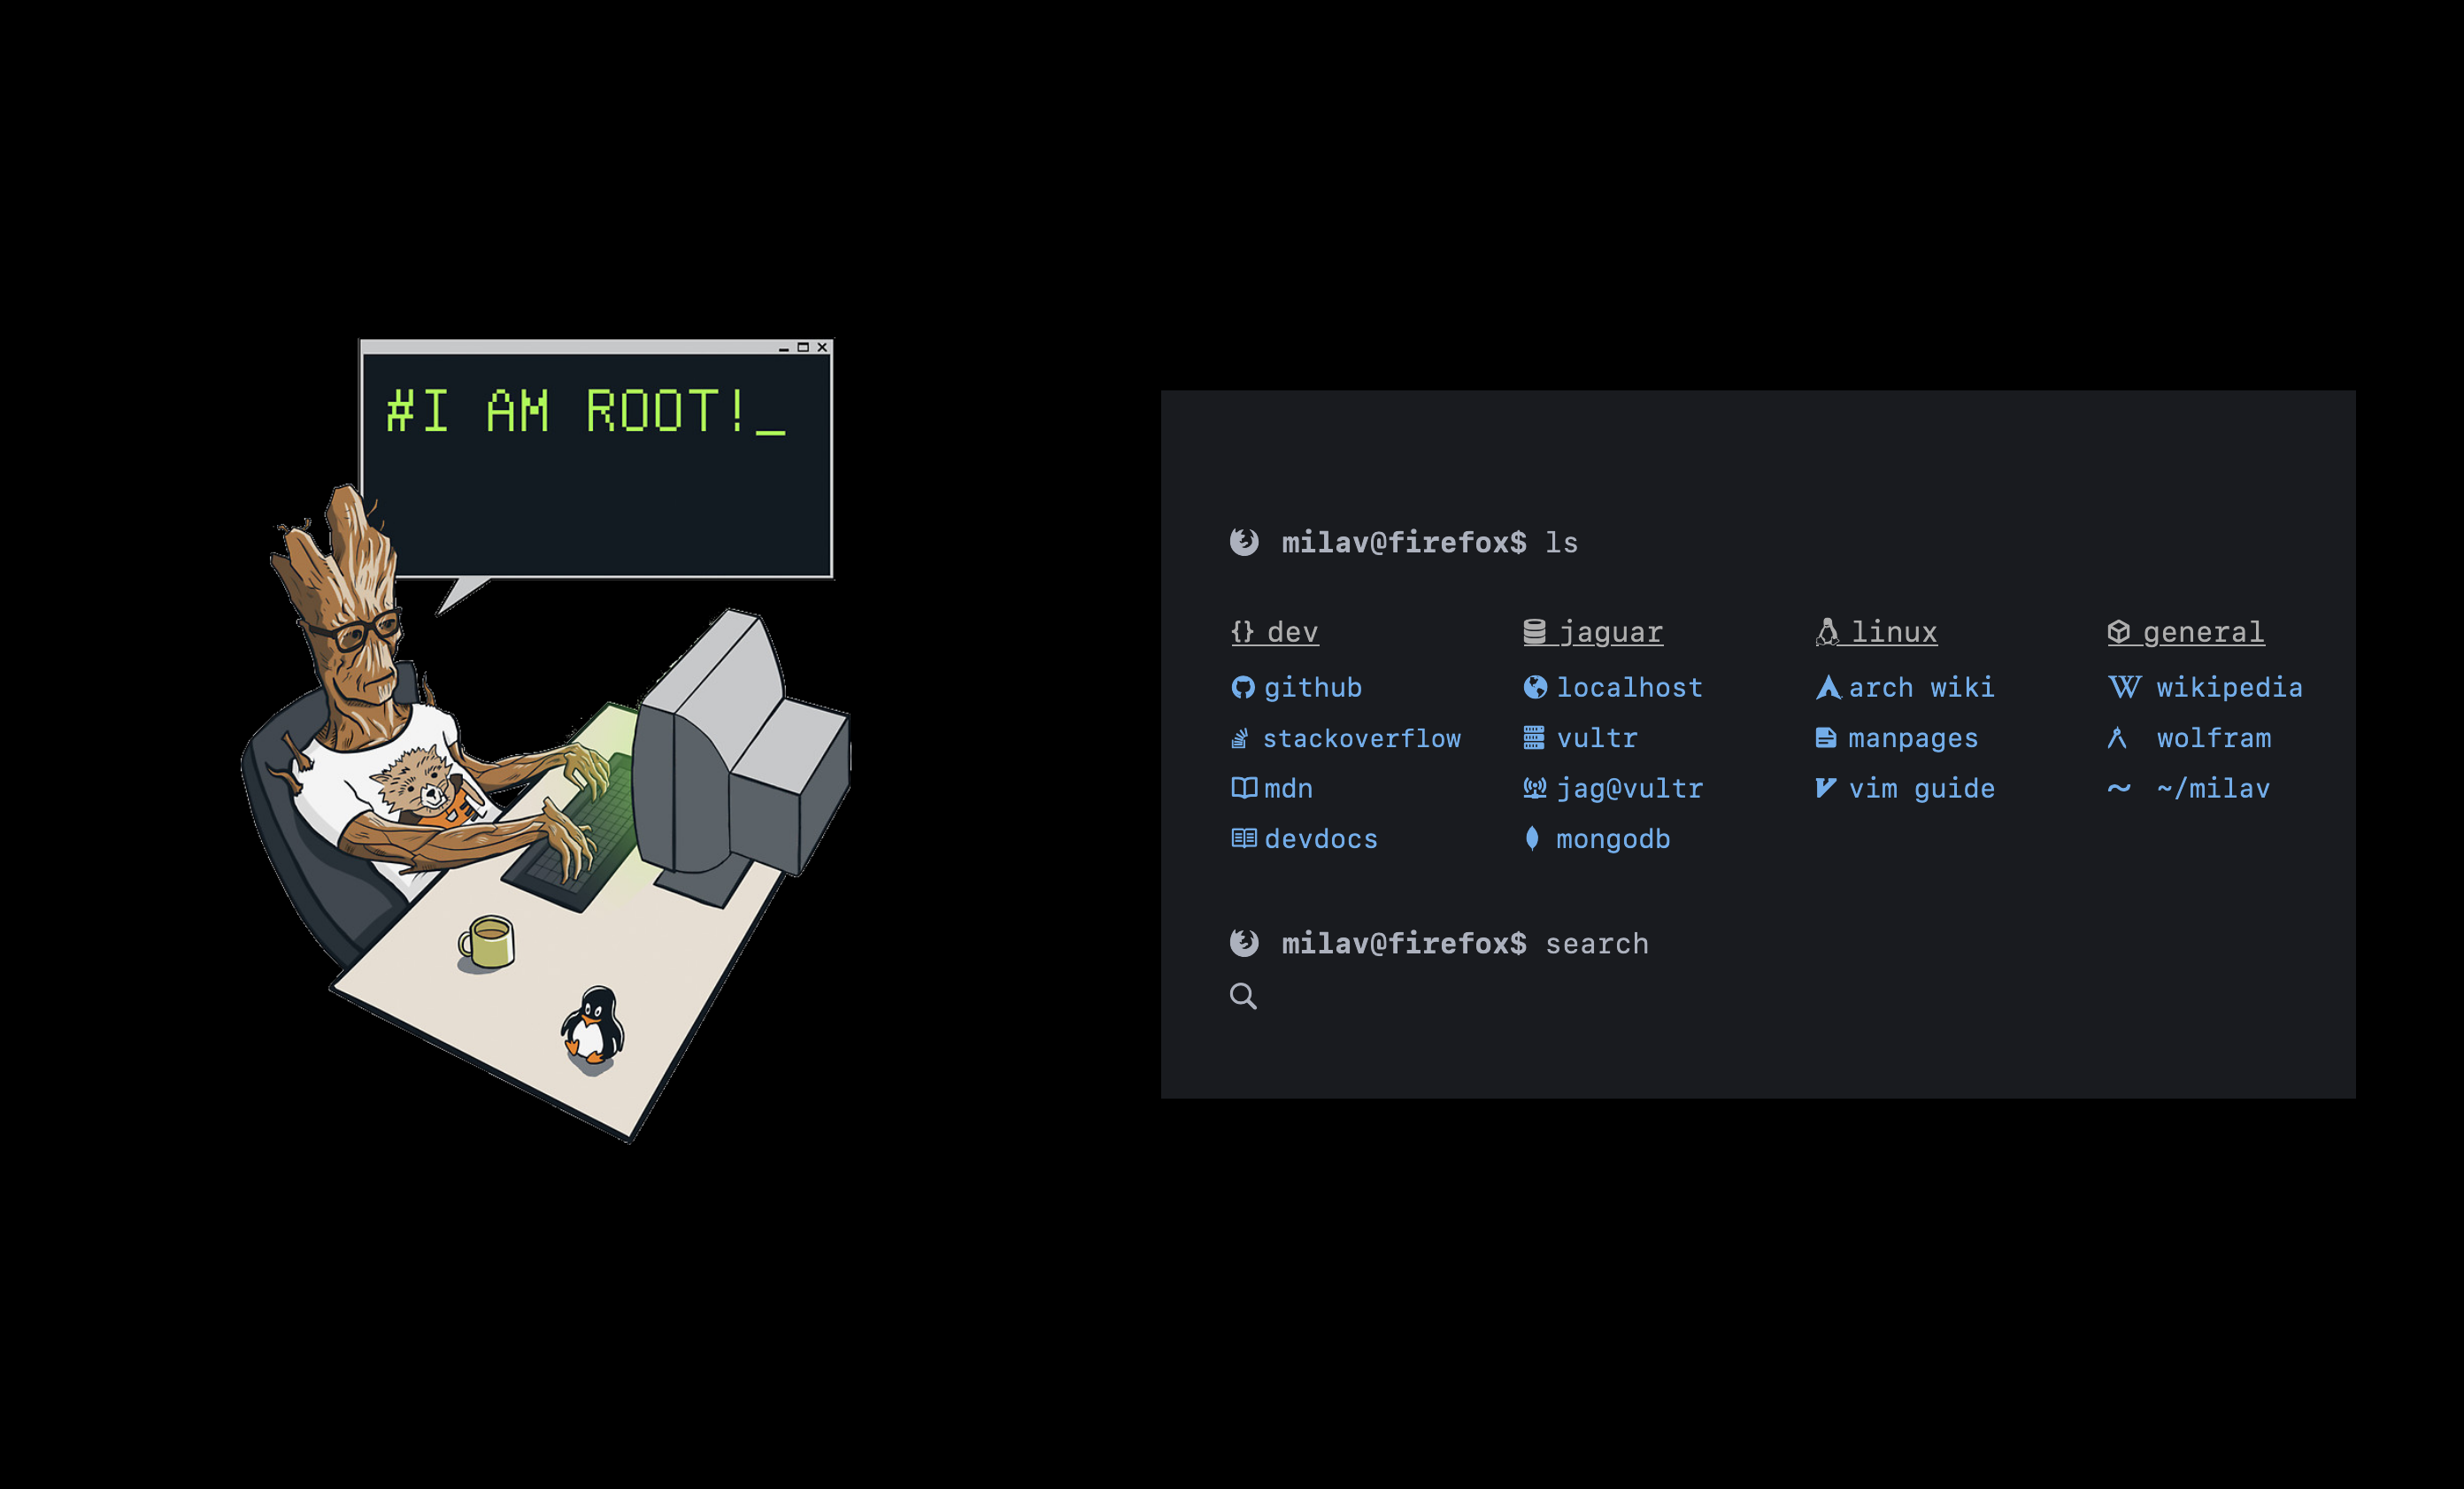 #I AM ROOT!_
milav@firefox$ ls
{} dev jaguar linux general
github localhost arch wiki wikipedia
stackoverflow vultr manpages wolfram
mdn jag@vultr vim guide ~ ~/milav
devdocs mongodb
milav@firefox$ search